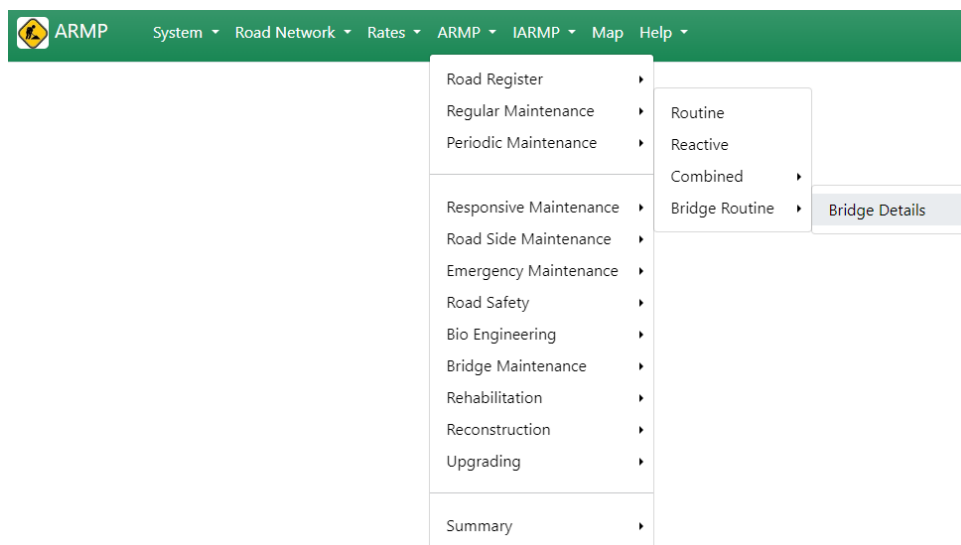 ARMP System Road Network Rates ARMP IARMP Map Help
Road Register
Regular Maintenance
Periodic Maintenance
Responsive Maintenance
Road Side Maintenance
Emergency Maintenance
Road Safety
Bio Engineering
Bridge Maintenance
Rehabilitation
Reconstruction
Upgrading
Summary
Routine
Reactive
Combined
Bridge Routine
Bridge Details